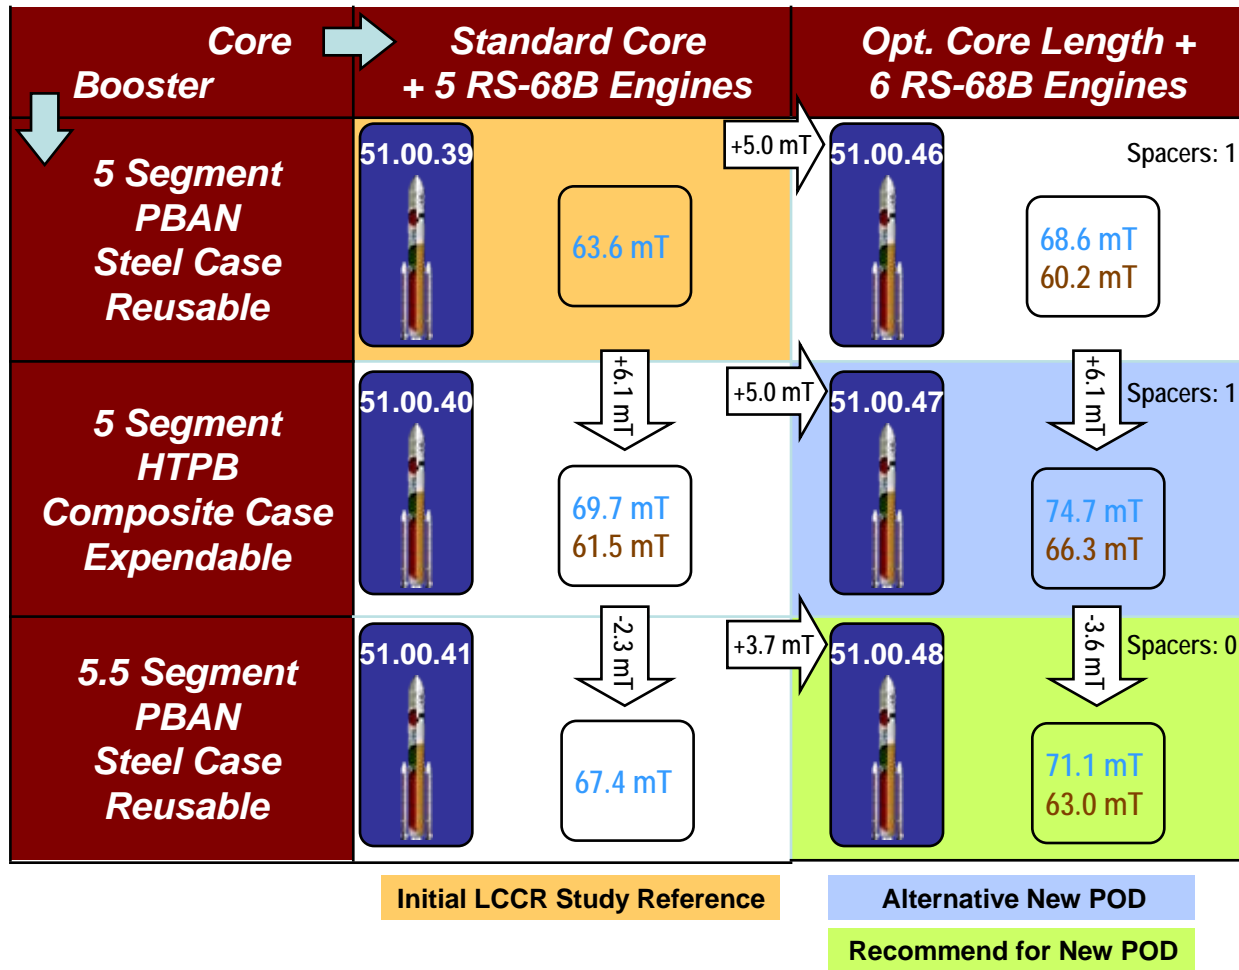 Core
Booster
Standard Core
+ 5 RS-68B Engines
Opt. Core Length +
6 RS-68B Engines
5 Segment
PBAN
Steel Case
Reusable
51.00.39
63.6 mT
+5.0 mT
51.00.46
Spacers: 1
68.6 mT
60.2 mT
+6.1 mT
+6.1 mT
5 Segment
HTPB
Composite Case
Expendable
51.00.40
69.7 mT
61.5 mT
+5.0 mT
51.00.47
Spacers: 1
74.7 mT
66.3 mT
-2.3 mT
-3.6 mT
5.5 Segment
PBAN
Steel Case
Reusable
51.00.41
67.4 mT
+3.7 mT
51.00.48
Spacers: 0
71.1 mT
63.0 mT
Initial LCCR Study Reference
Alternative New POD
Recommend for New POD